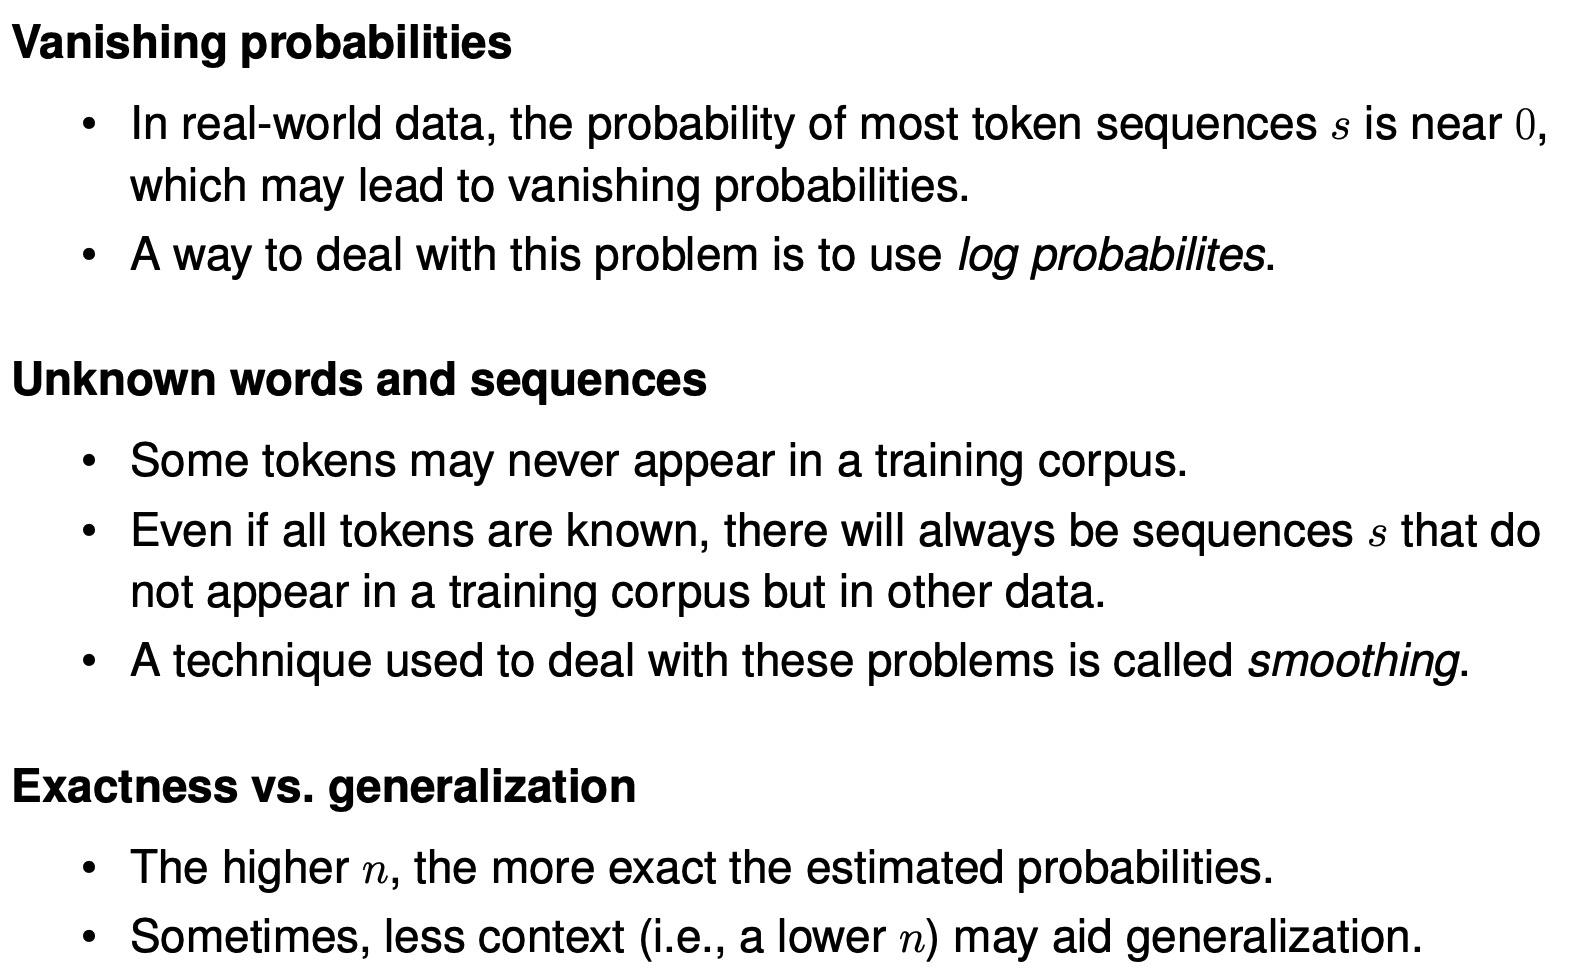 Vanishing probabilities
• In real-world data, the probability of most token sequences s is near 0,
which may lead to vanishing probabilities.
• A way to deal with this problem is to use log probabilites.
Unknown words and sequences
• Some tokens may never appear in a training corpus.
• Even if all tokens are known, there will always be sequences s that do
not appear in a training corpus but in other data.
• A technique used to deal with these problems is called smoothing.
Exactness vs. generalization
• The higher n, the more exact the estimated probabilities.
• Sometimes, less context (i.e., a lower n) may aid generalization.